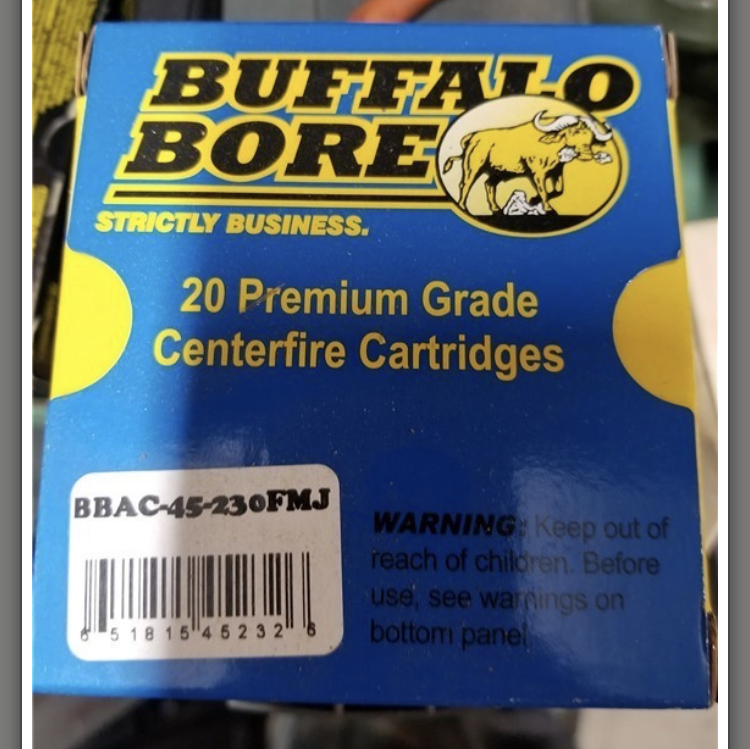 BUFFALO
BORE
STRICTLY BUSINESS.
20 Premium Grade
Centerfire Cartridges
BBAC-45-230FMJ
6 51815 45232 6
WARNING: Keep out of
reach of children. Before
use, see warnings on
bottom panel